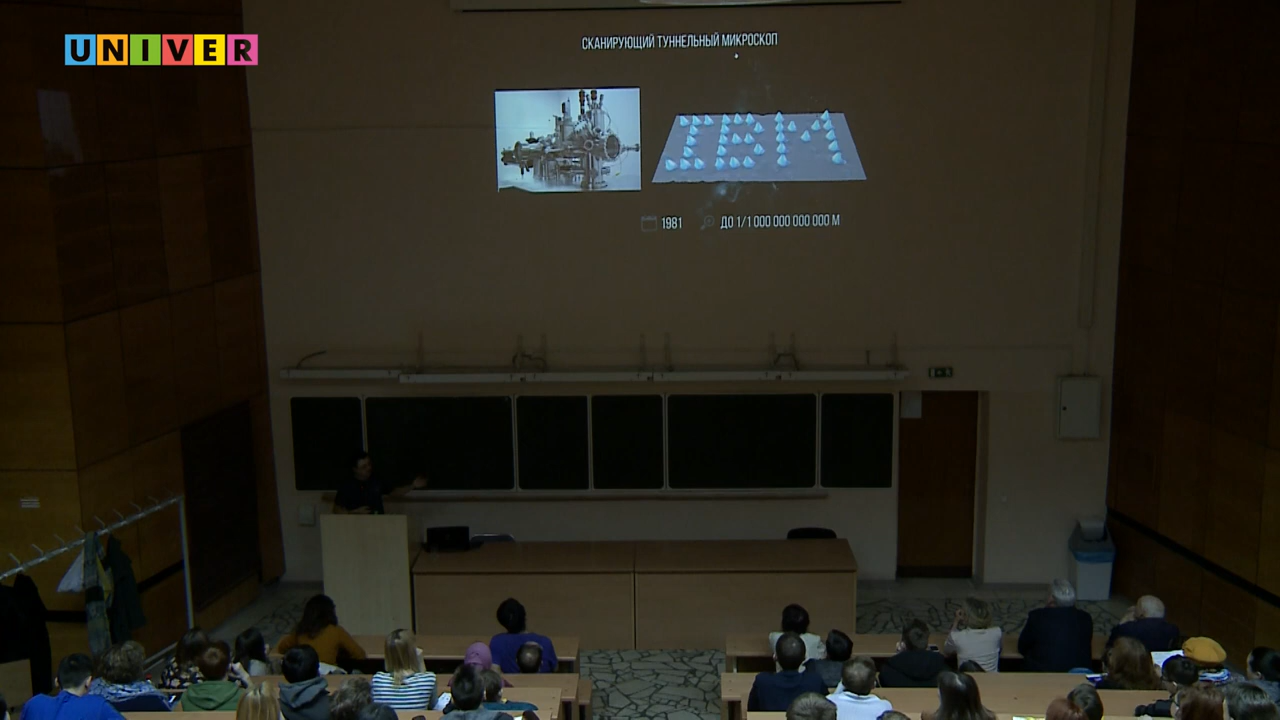 UNIVER
СКАНИРУЮЩИЙ ТУННЕЛЬНЫЙ МИКРОСКОП
IBM
1981
ДО 1/1 000 000 000 000 М